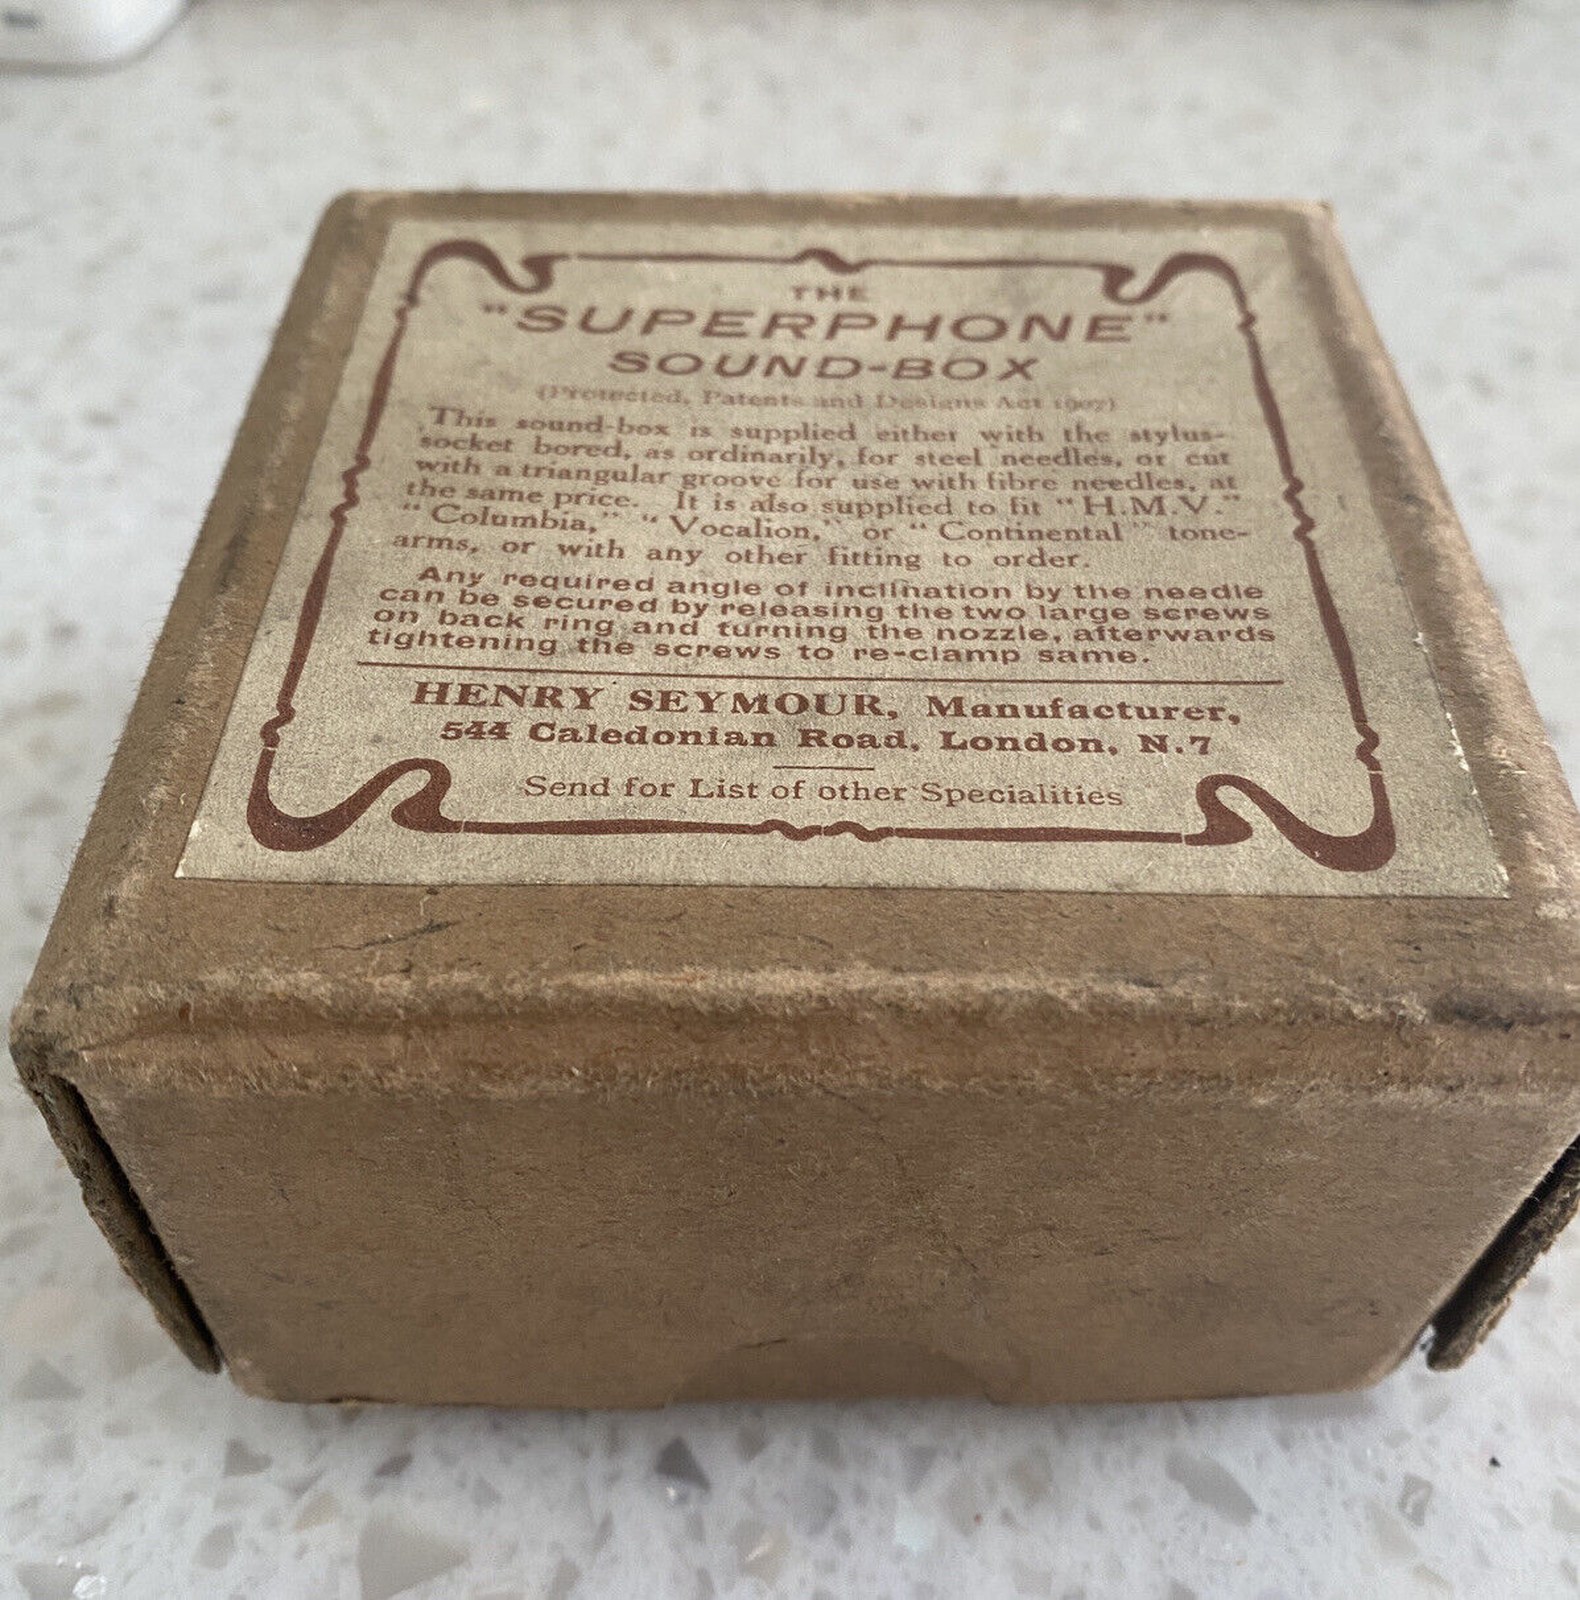 THE
"SUPERPHONE"
SOUND-BOX
(Protected, Patents and Designs Act 1907)
This sound-box is supplied either with the stylus-
socket bored, as ordinarily, for steel needles, or cut
with a triangular groove for use with fibre needles, at
the same price. It is also supplied to fit "H.M.V."
"Columbia," "Vocalion," or "Continental" tone-
arms, or with any other fitting to order.
Any required angle of inclination by the needle
can be secured by releasing the two large screws
on back ring and turning the nozzle, afterwards
tightening the screws to re-clamp same.
HENRY SEYMOUR, Manufacturer,
544 Caledonian Road, London, N.7
Send for List of other Specialities